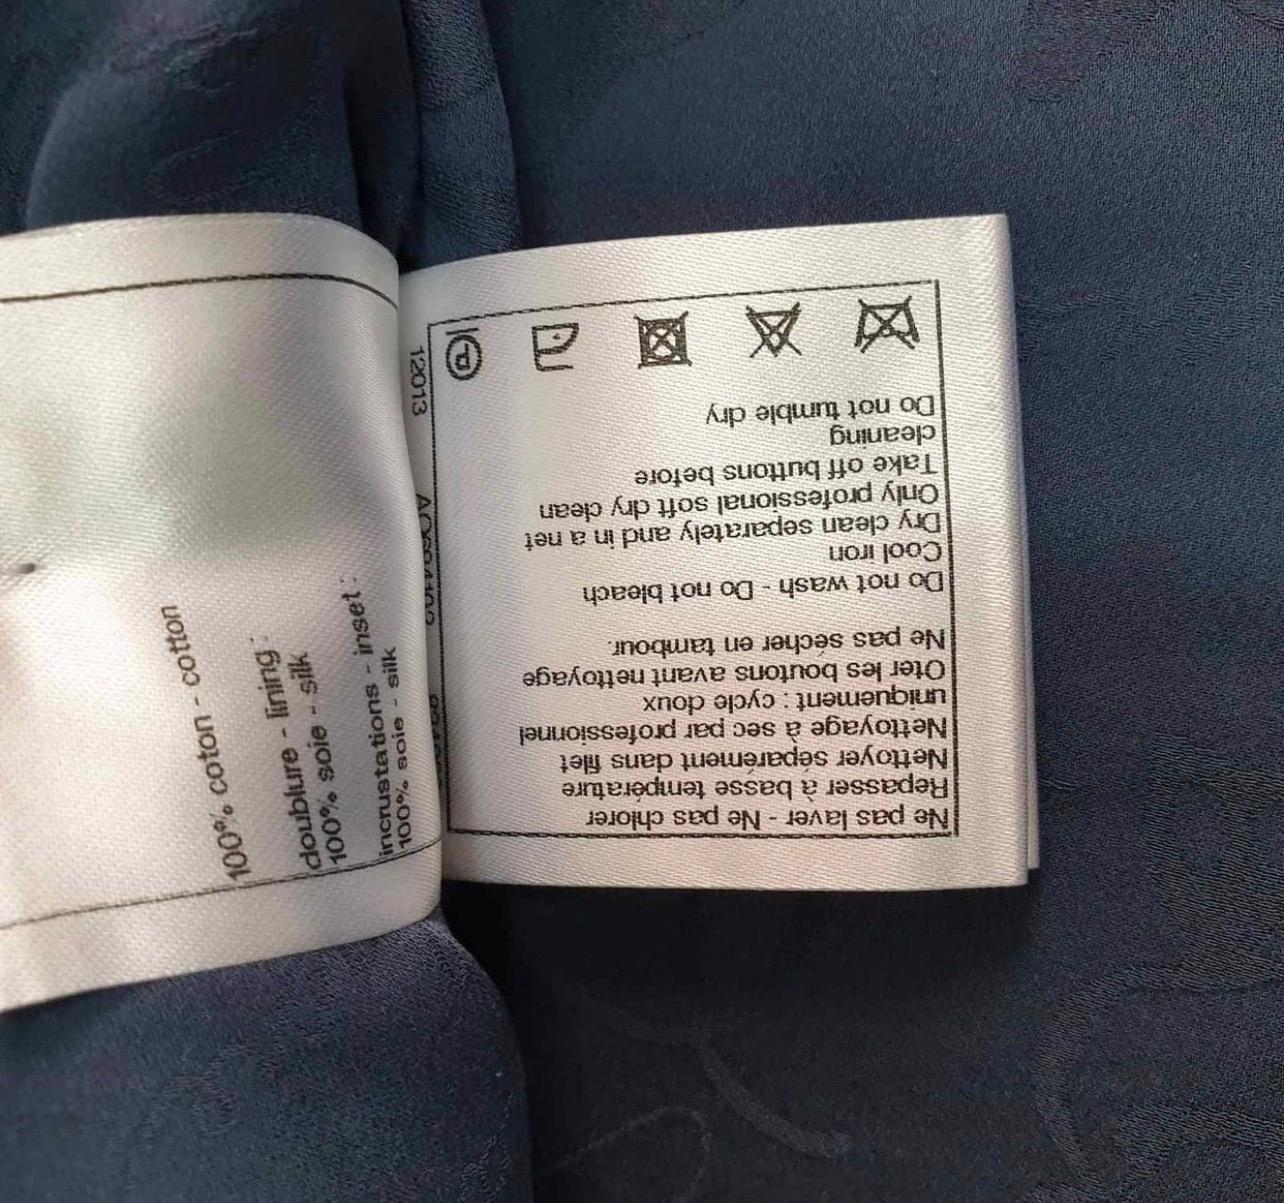 100% coton - cotton
doublure - lining :
100% soie - silk
incrustations - inset :
100% soie - silk
12013
Ne pas laver - Ne pas chlorer
Repasser à basse température
Nettoyer séparément dans filet
Nettoyage à sec par professionnel
uniquement : cycle doux
Oter les boutons avant nettoyage
Ne pas sécher en tambour.
Do not wash - Do not bleach
Cool iron
Dry clean separately and in a net
Only professional soft dry clean
Take off buttons before
cleaning
Do not tumble dry
P